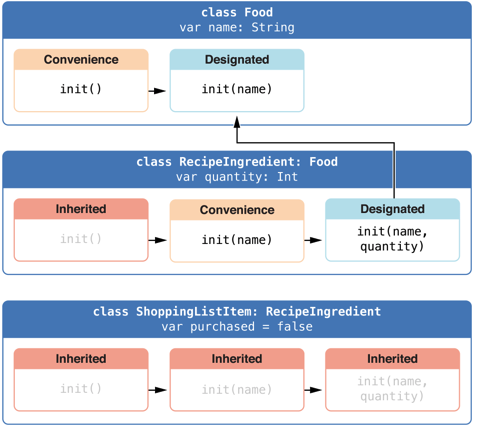 class Food
var name: String
Convenience
Designated
init()
init(name)
class RecipeIngredient: Food
var quantity: Int
Inherited
Convenience
Designated
init()
init(name)
init(name,
quantity)
class ShoppingListItem: RecipeIngredient
var purchased = false
Inherited
Inherited
Inherited
init()
init(name)
init(name,
quantity)